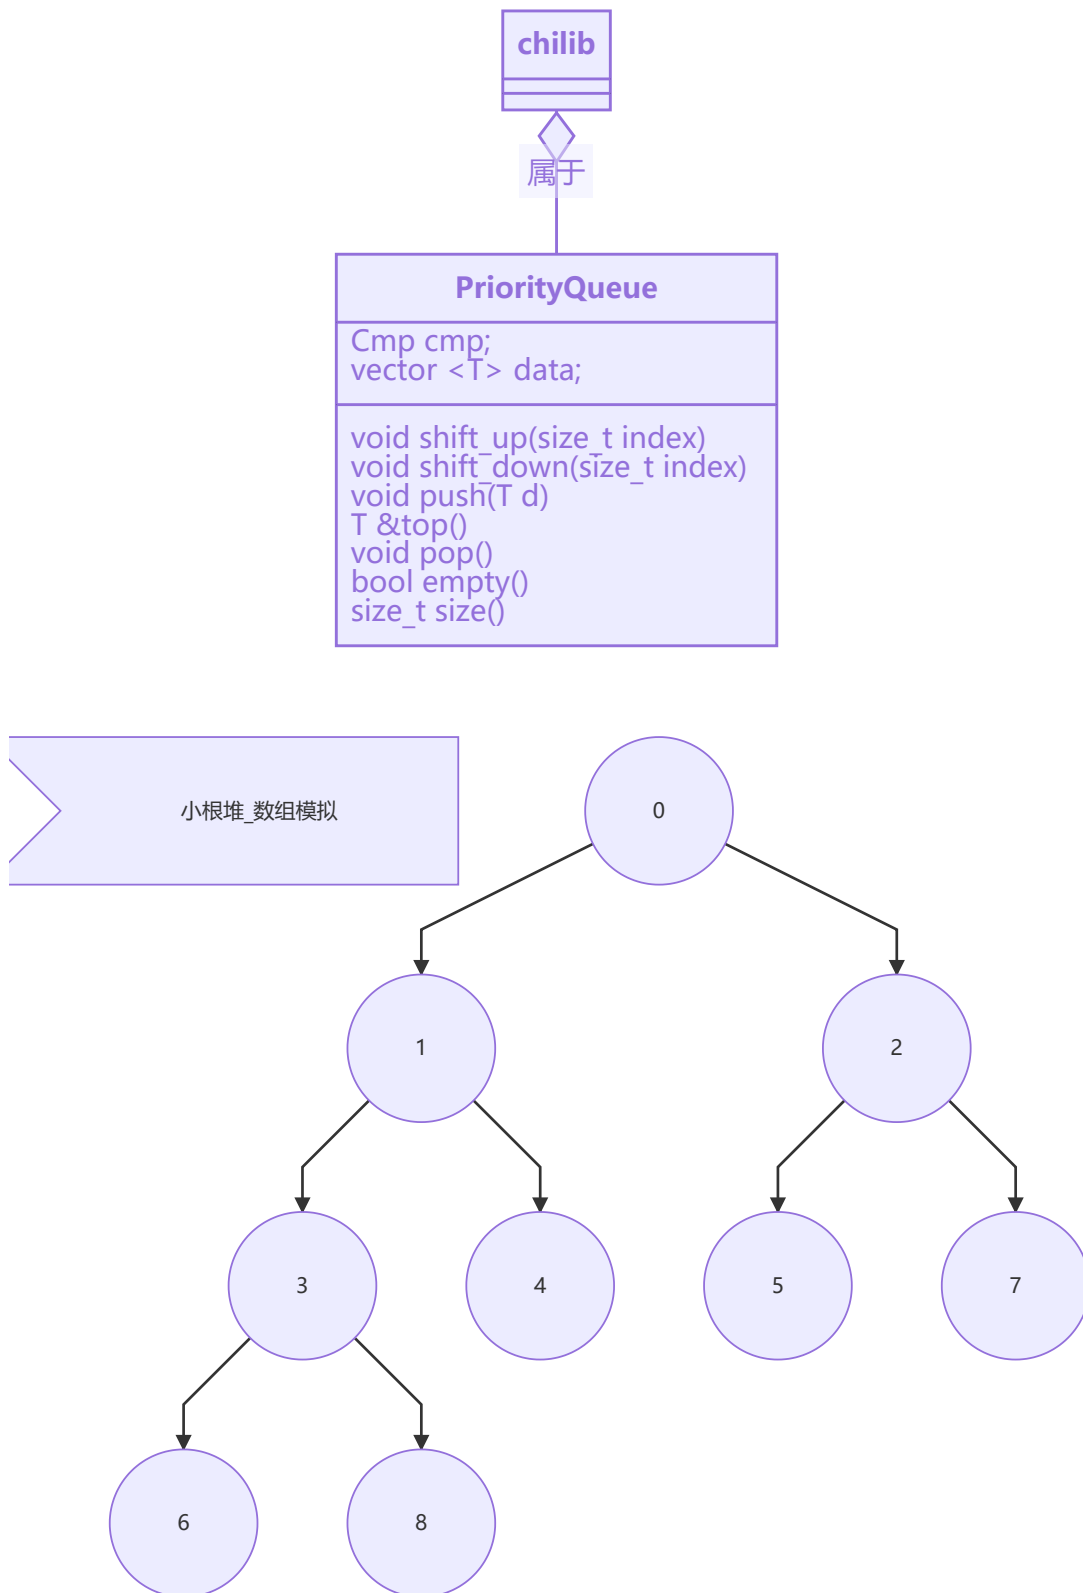 chilib
属于
PriorityQueue
Cmp cmp;
vector <T> data;
void shift_up(size_t index)
void shift_down(size_t index)
void push(T d)
T &top()
void pop()
bool empty()
size_t size()
小根堆_数组模拟
0
1
2
3
4
5
7
6
8